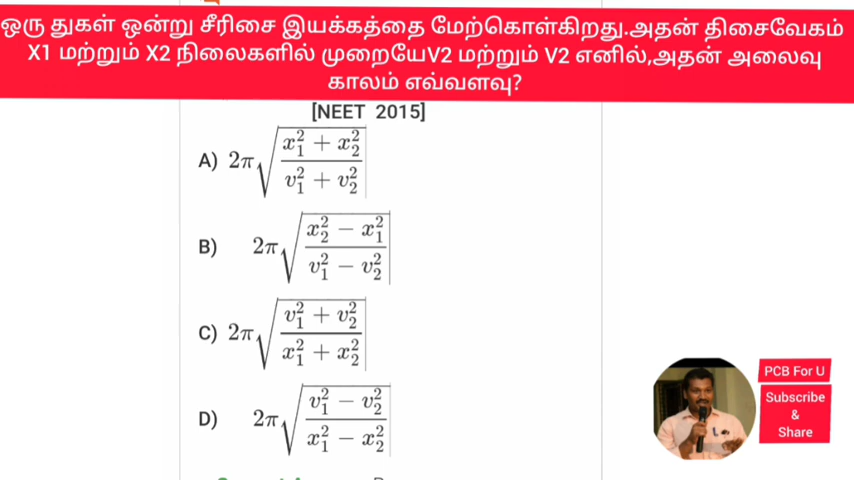 ஒரு துகள் ஒன்று சீரிசை இயக்கத்தை மேற்கொள்கிறது.அதன் திசைவேகம்
X1 மற்றும் X2 நிலைகளில் முறையேV2 மற்றும் V2 எனில்,அதன் அலைவு
காலம் எவ்வளவு?
[NEET 2015]
A) 2π√((x₁² + x₂²)/(v₁² + v₂²))
B) 2π√((x₂² − x₁²)/(v₁² − v₂²))
C) 2π√((v₁² + v₂²)/(x₁² + x₂²))
D) 2π√((v₁² − v₂²)/(x₁² − x₂²))
PCB For U
Subscribe
&
Share